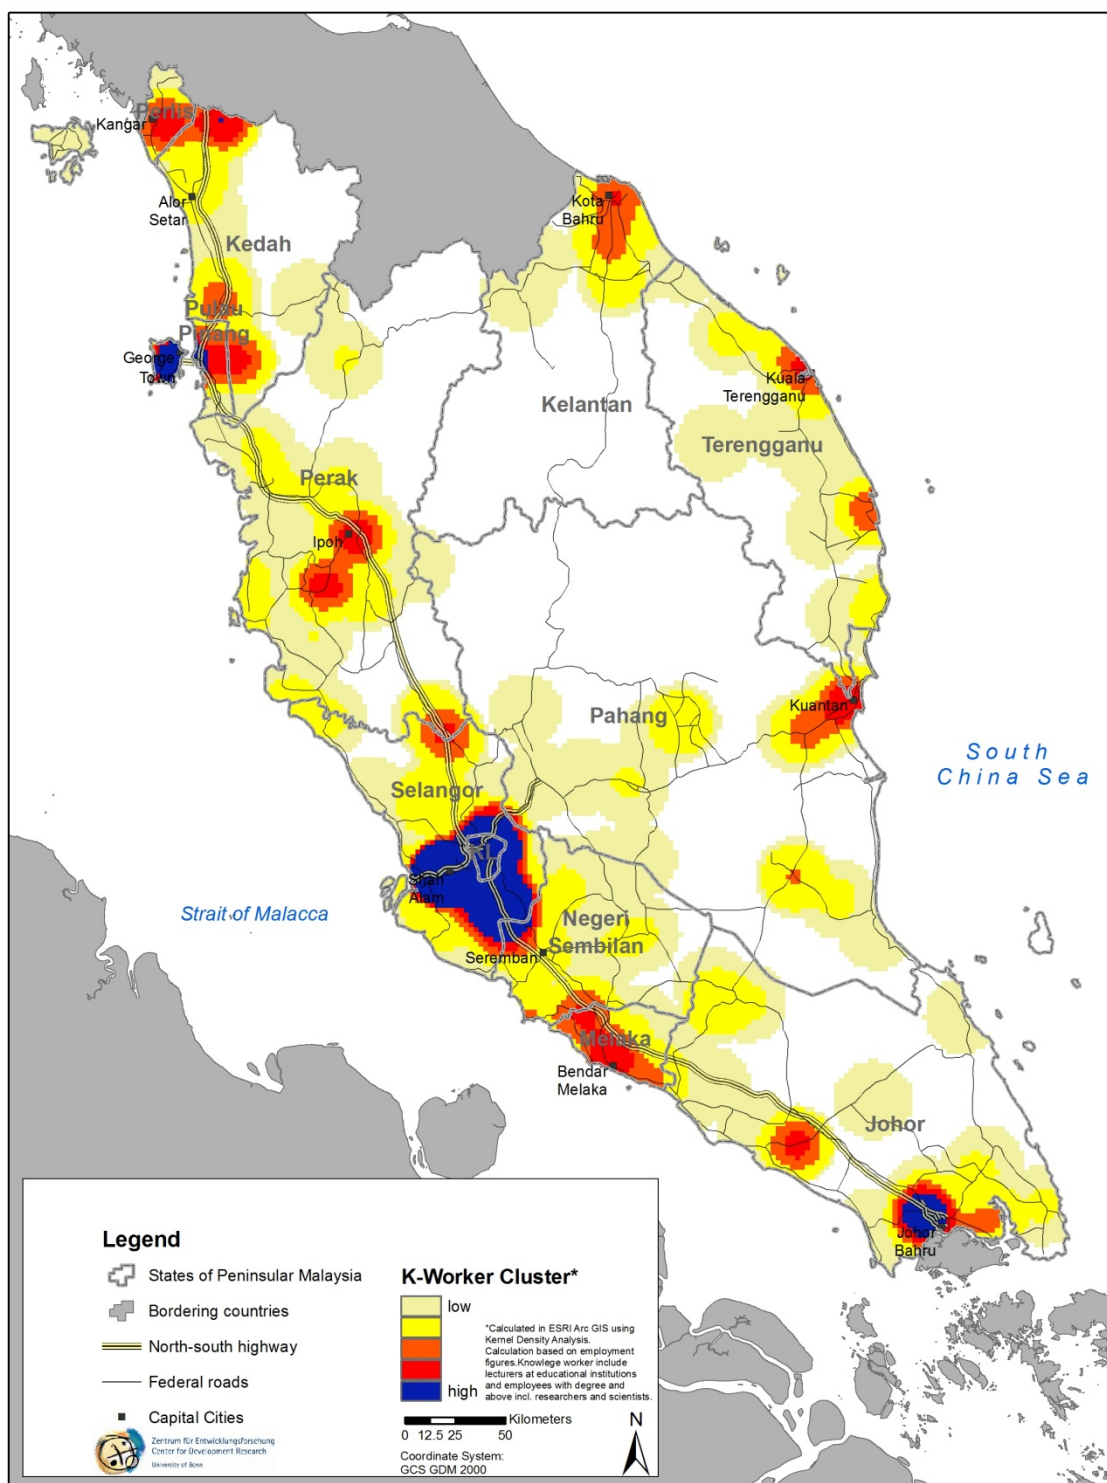 Perlis
Kangar
Alor
Setar
Kedah
Kota
Bahru
Pulau
Pinang
George
Town
Kuala
Terengganu
Kelantan
Terengganu
Perak
Ipoh
Kuantan
Pahang
South
China Sea
Selangor
KL
Shah
Alam
Strait of Malacca
Negeri
Sembilan
Seremban
Melaka
Bendar
Melaka
Johor
Johor
Bahru
Legend
States of Peninsular Malaysia
Bordering countries
North-south highway
Federal roads
Capital Cities
Zentrum für Entwicklungsforschung
Center for Development Research
University of Bonn
K-Worker Cluster*
low
high
*Calculated in ESRI Arc GIS using
Kernel Density Analysis.
Calculation based on employment
figures.Knowlege worker include
lecturers at educational institutions
and employees with degree and
above incl. researchers and scientists.
Kilometers
0 12.5 25 50
N
Coordinate System:
GCS GDM 2000